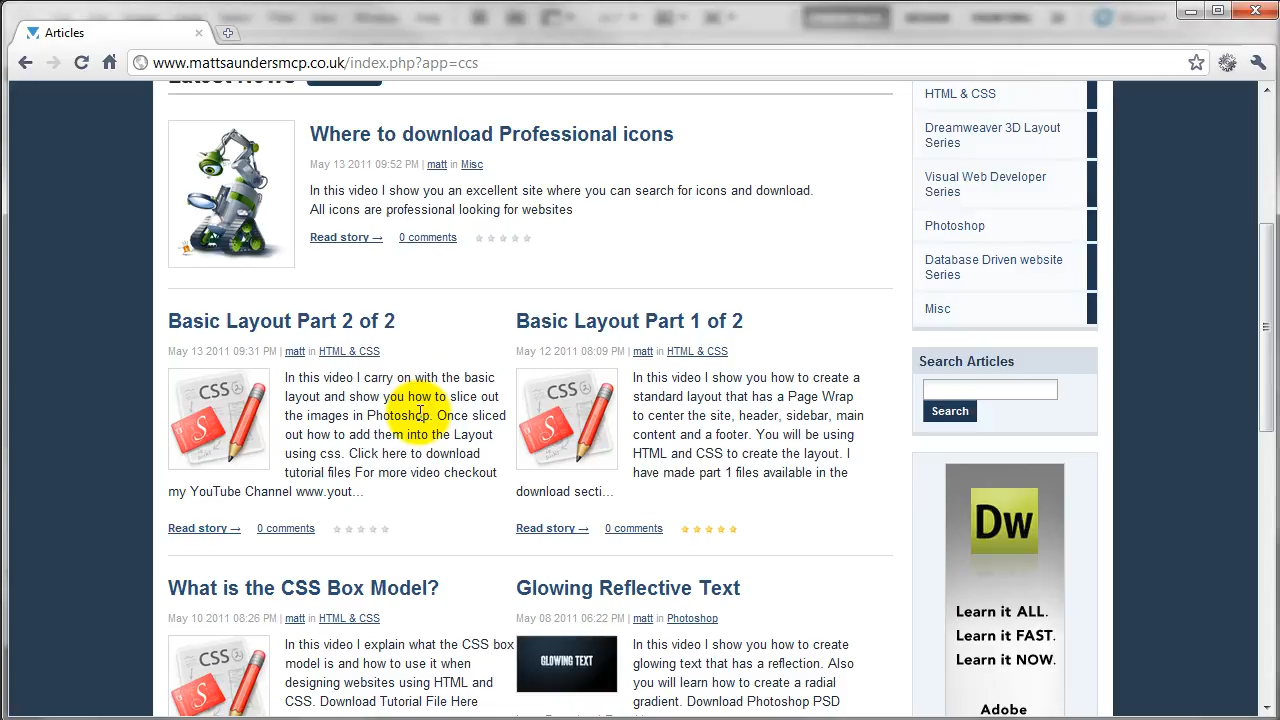 Articles
www.mattsaundersmcp.co.uk/index.php?app=ccs
Latest News
Where to download Professional icons
May 13 2011 09:52 PM | matt in Misc
In this video I show you an excellent site where you can search for icons and download.
All icons are professional looking for websites
Read story → 0 comments
Basic Layout Part 2 of 2
May 13 2011 09:31 PM | matt in HTML & CSS
CSS
S
In this video I carry on with the basic
layout and show you how to slice out
the images in Photoshop. Once sliced
out how to add them into the Layout
using css. Click here to download
tutorial files For more video checkout
my YouTube Channel www.yout...
Read story → 0 comments
Basic Layout Part 1 of 2
May 12 2011 08:09 PM | matt in HTML & CSS
CSS
S
In this video I show you how to create a
standard layout that has a Page Wrap
to center the site, header, sidebar, main
content and a footer. You will be using
HTML and CSS to create the layout. I
have made part 1 files available in the
download secti...
Read story → 0 comments
What is the CSS Box Model?
May 10 2011 08:26 PM | matt in HTML & CSS
CSS
S
In this video I explain what the CSS box
model is and how to use it when
designing websites using HTML and
CSS. Download Tutorial File Here
Glowing Reflective Text
May 08 2011 06:22 PM | matt in Photoshop
GLOWING TEXT
In this video I show you how to create
glowing text that has a reflection. Also
you will learn how to create a radial
gradient. Download Photoshop PSD
HTML & CSS
Dreamweaver 3D Layout
Series
Visual Web Developer
Series
Photoshop
Database Driven website
Series
Misc
Search Articles
Search
Dw
Learn it ALL.
Learn it FAST.
Learn it NOW.
Adobe